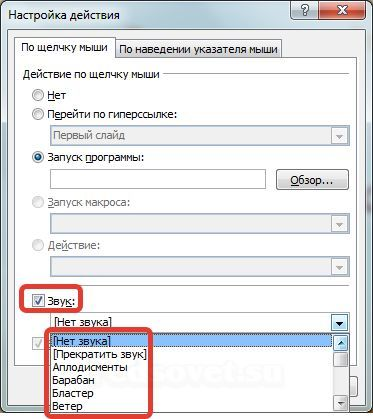 Настройка действия
По щелчку мыши
По наведении указателя мыши
Действие по щелчку мыши
Нет
Перейти по гиперссылке:
Первый слайд
Запуск программы:
Обзор...
Запуск макроса:
Действие:
Звук:
[Нет звука]
[Нет звука]
[Прекратить звук]
Аплодисменты
Барабан
Бластер
Ветер